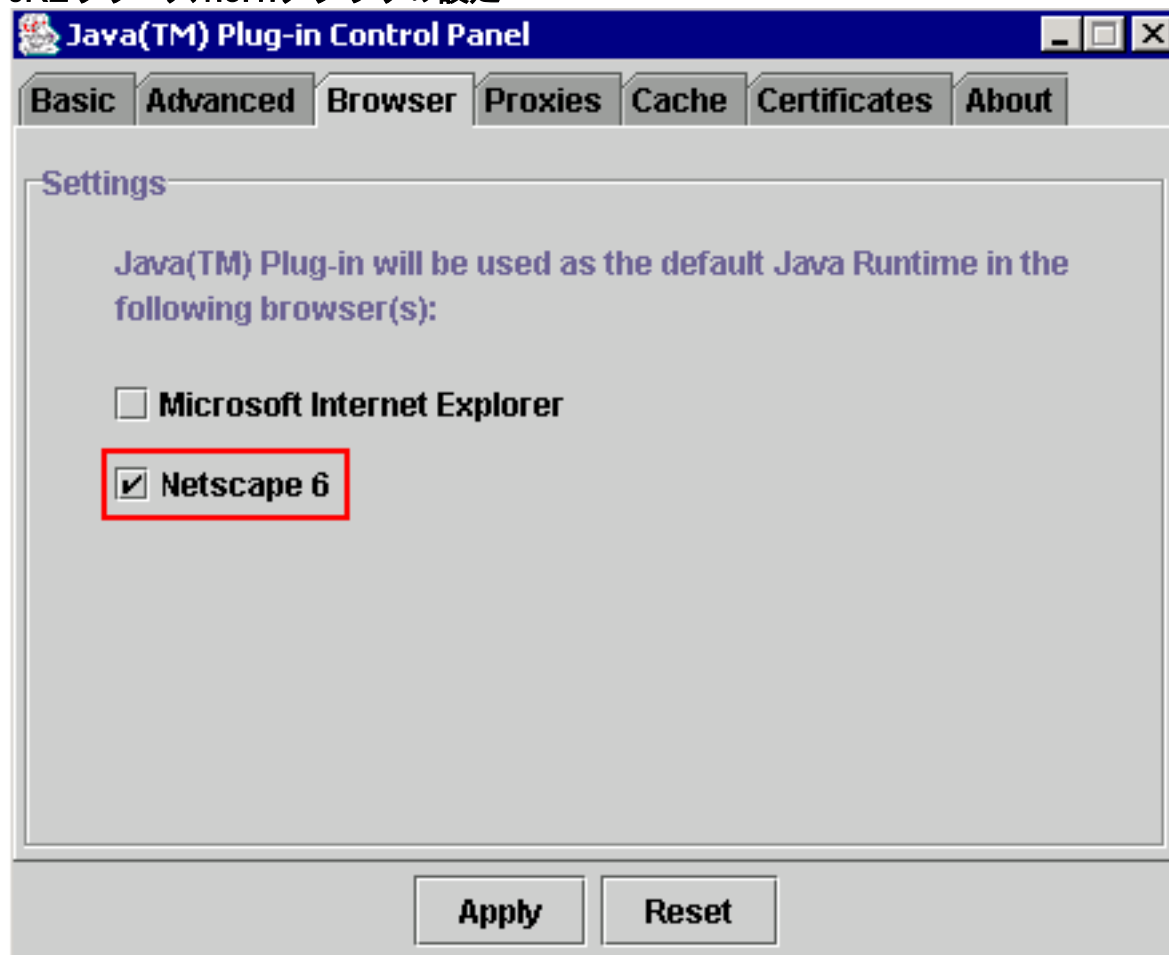 Java(TM) Plug-in Control Panel
Basic Advanced Browser Proxies Cache Certificates About
Settings
Java(TM) Plug-in will be used as the default Java Runtime in the
following browser(s):
Microsoft Internet Explorer
Netscape 6
Apply Reset